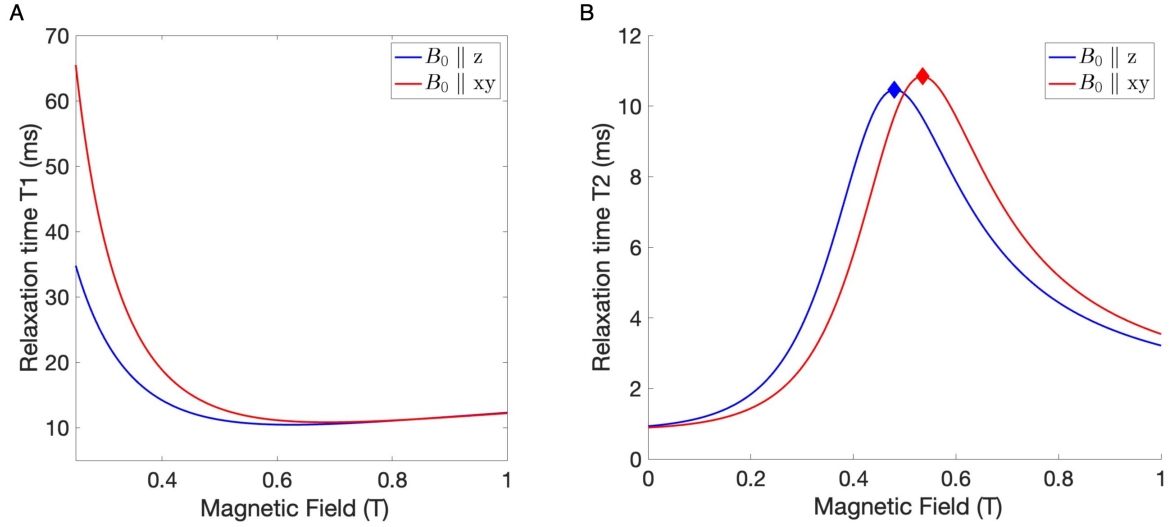 A
Relaxation time T1 (ms)
70
60
50
40
30
20
10
0.4
0.6
0.8
1
Magnetic Field (T)
B₀ ∥ z
B₀ ∥ xy
B
Relaxation time T2 (ms)
12
10
8
6
4
2
0
0
0.2
0.4
0.6
0.8
1
Magnetic Field (T)
B₀ ∥ z
B₀ ∥ xy